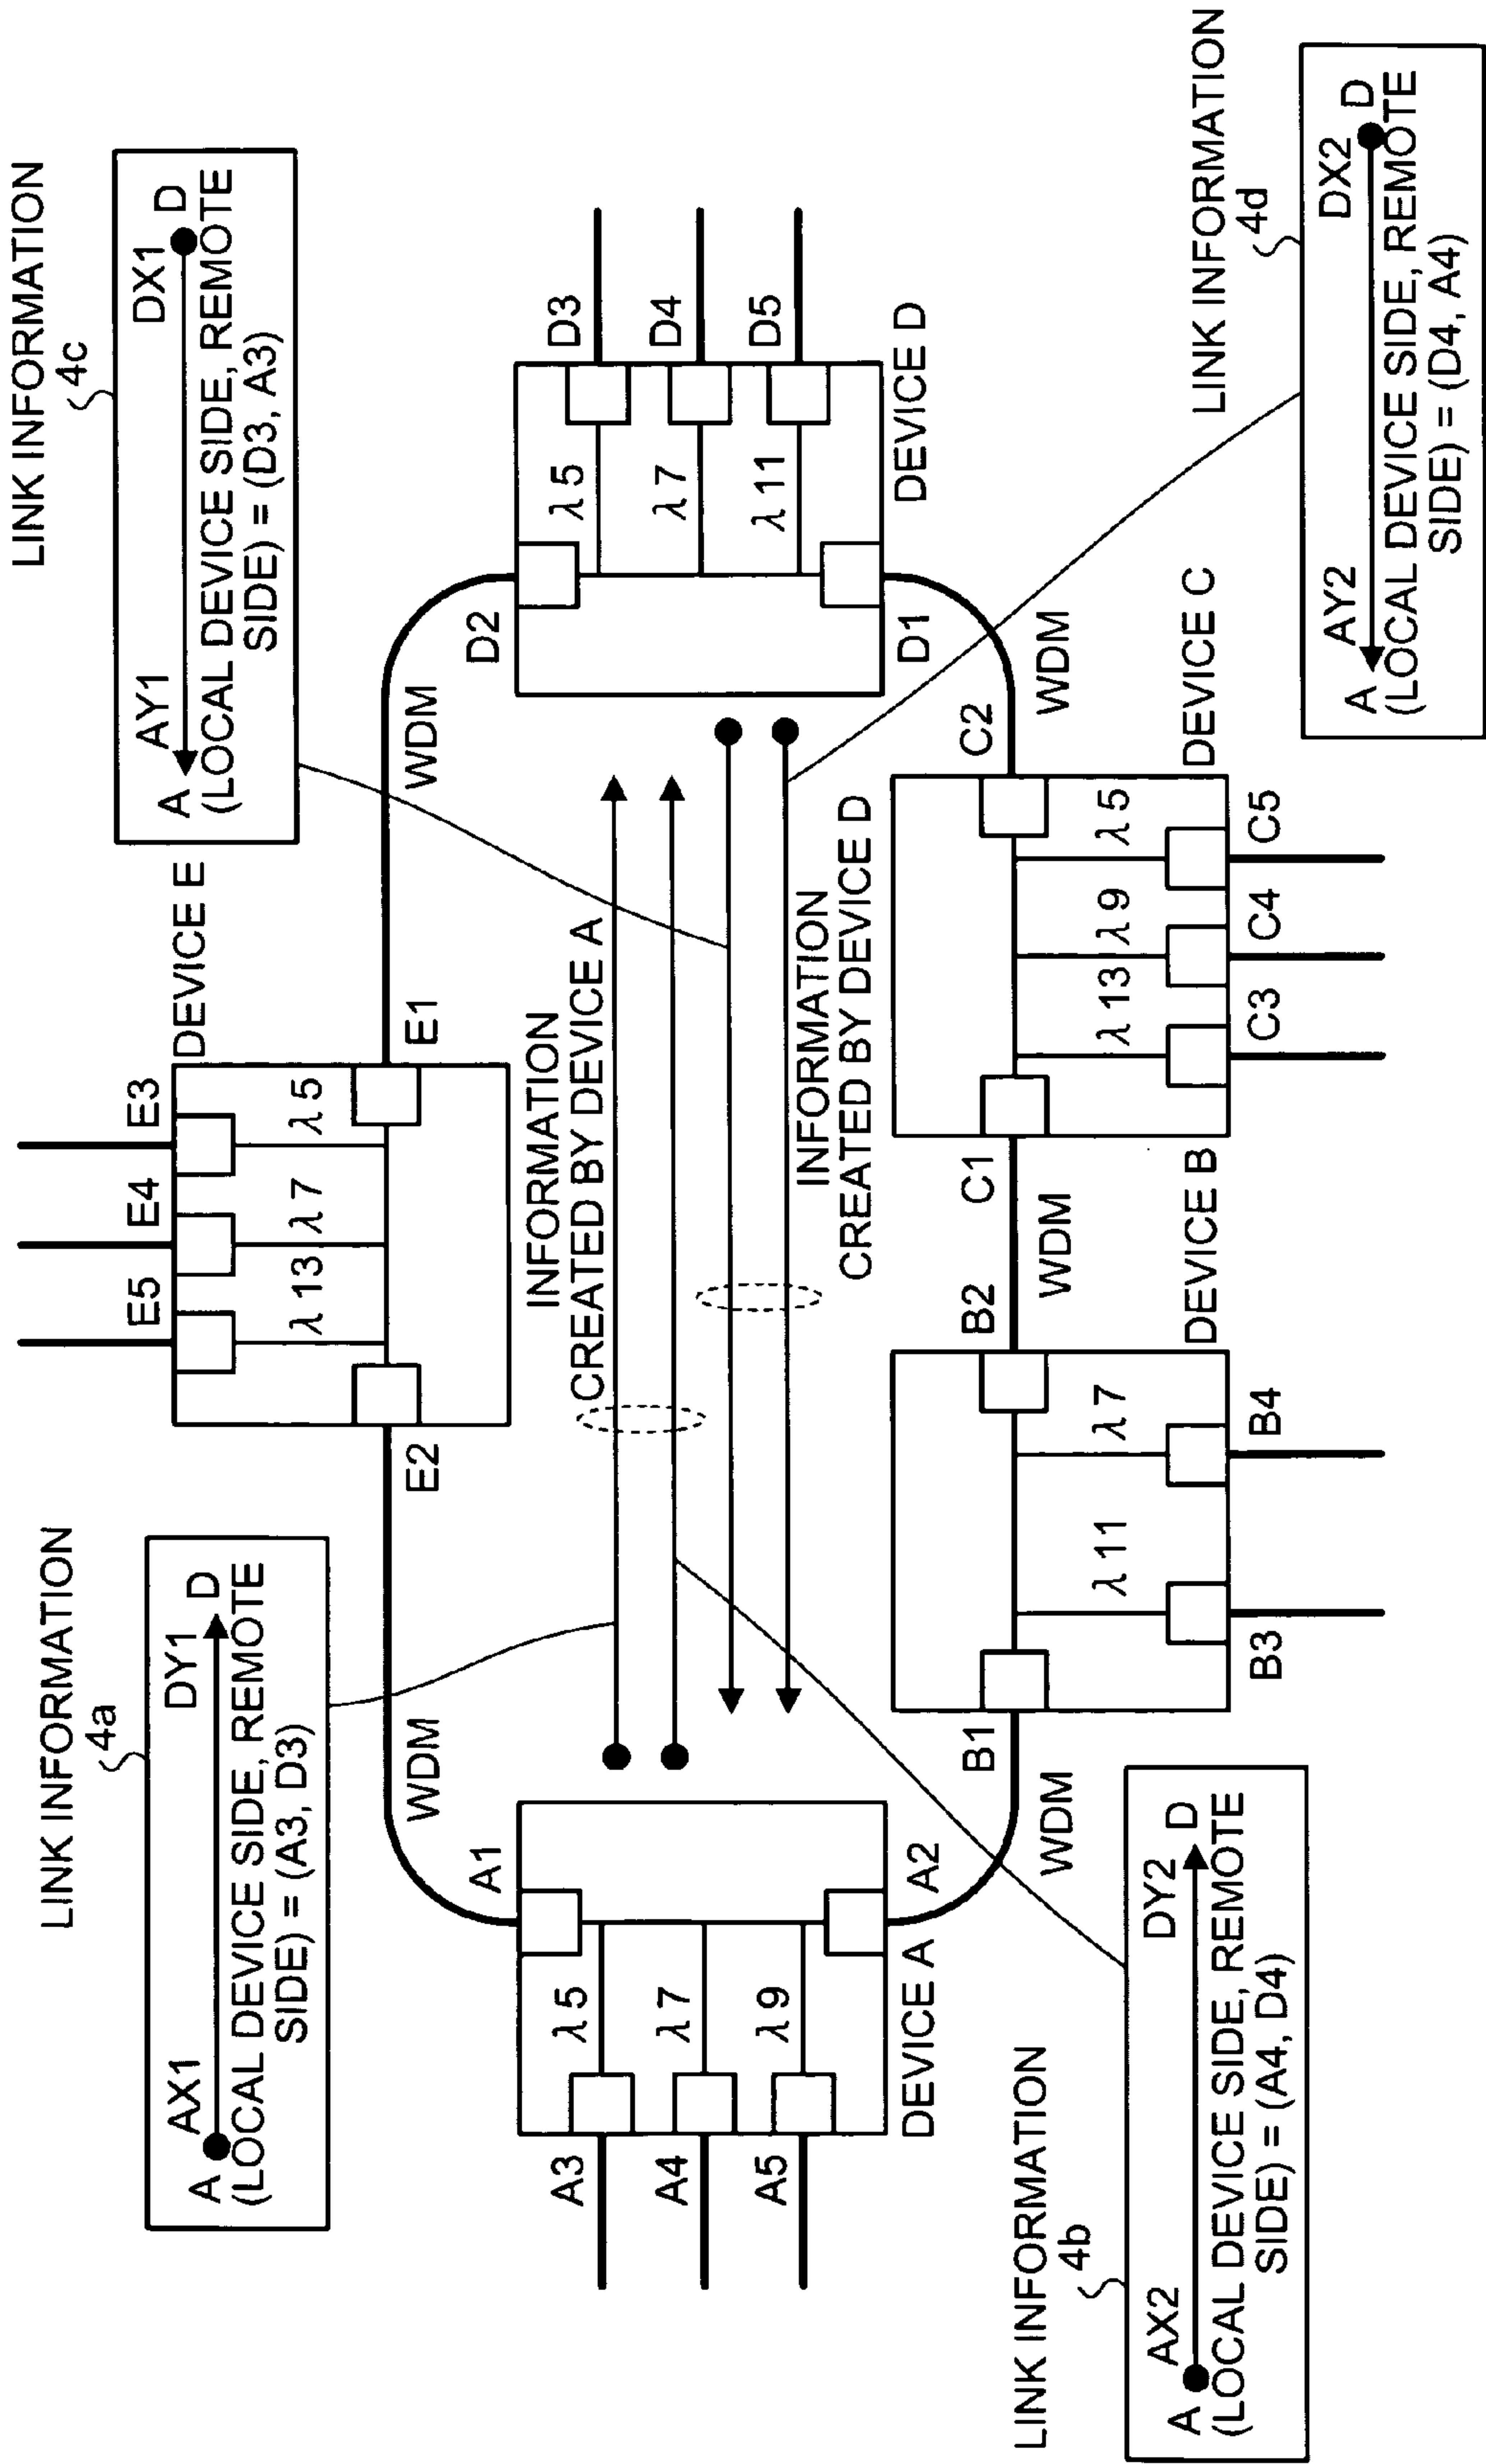 LINK INFORMATION
4a
A AX1 DY1 D
(LOCAL DEVICE SIDE, REMOTE
SIDE) = (A3, D3)
LINK INFORMATION
4c
A AY1 DX1 D
(LOCAL DEVICE SIDE, REMOTE
SIDE) = (D3, A3)
E5 E4 E3
DEVICE E
λ13 λ7 λ5
E2 E1
WDM
WDM
A1
D2
A3
λ5
A4
λ7
A5
λ9
A2
DEVICE A
INFORMATION
CREATED BY DEVICE A
INFORMATION
CREATED BY DEVICE D
λ5
D3
λ7
D4
λ11
D5
D1
DEVICE D
B1 B2
C1 C2
WDM
WDM
WDM
λ11 λ7
λ13 λ9 λ5
B3 B4
DEVICE B
C3 C4 C5
DEVICE C
LINK INFORMATION
4b
A AX2 DY2 D
(LOCAL DEVICE SIDE, REMOTE
SIDE) = (A4, D4)
LINK INFORMATION
4d
A AY2 DX2 D
(LOCAL DEVICE SIDE, REMOTE
SIDE) = (D4, A4)